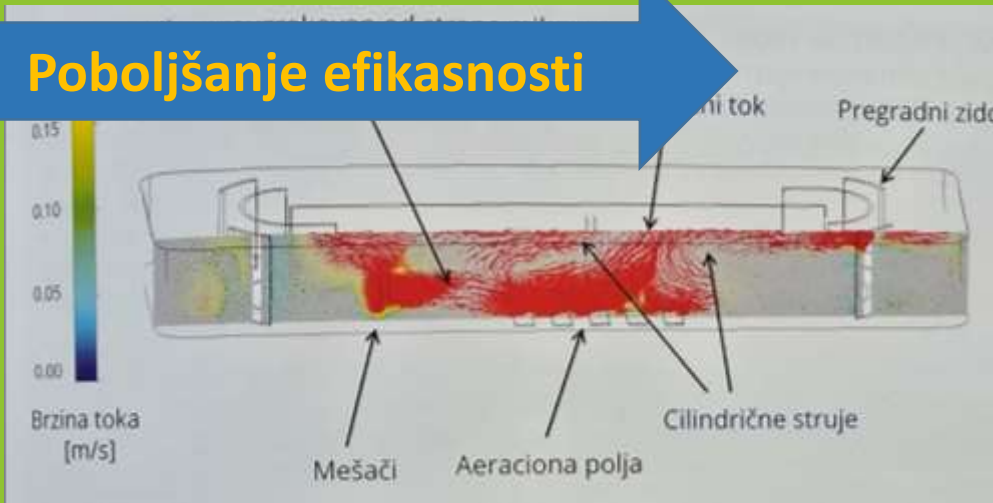 Poboljšanje efikasnosti
ni tok
Pregradni zido
0.15
0.10
0.05
0.00
Brzina toka
[m/s]
Cilindrične struje
Mešači
Aeraciona polja